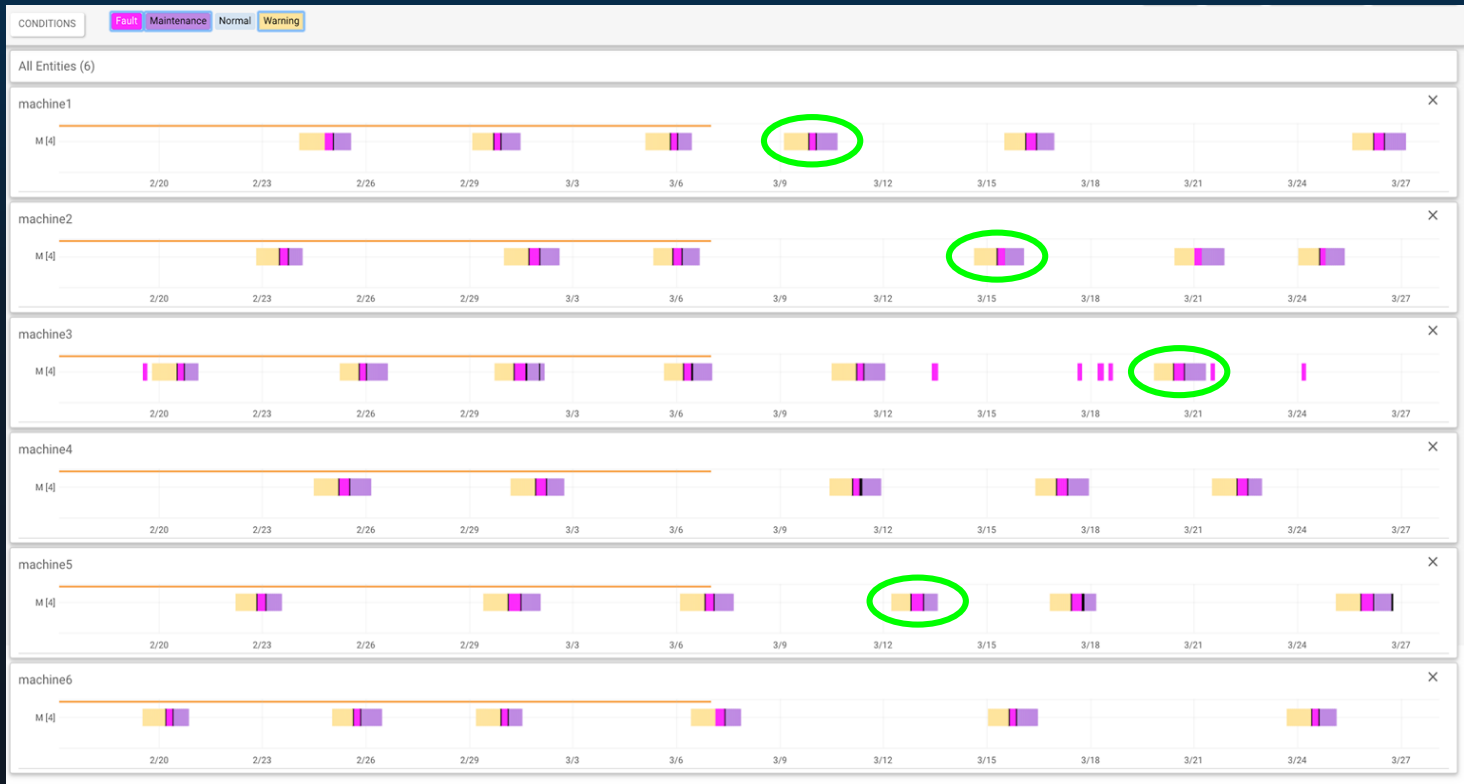 CONDITIONS Fault Maintenance Normal Warning
All Entities (6)
machine1
M [4]
2/20 2/23 2/26 2/29 3/3 3/6 3/9 3/12 3/15 3/18 3/21 3/24 3/27
machine2
M [4]
2/20 2/23 2/26 2/29 3/3 3/6 3/9 3/12 3/15 3/18 3/21 3/24 3/27
machine3
M [4]
2/20 2/23 2/26 2/29 3/3 3/6 3/9 3/12 3/15 3/18 3/21 3/24 3/27
machine4
M [4]
2/20 2/23 2/26 2/29 3/3 3/6 3/9 3/12 3/15 3/18 3/21 3/24 3/27
machine5
M [4]
2/20 2/23 2/26 2/29 3/3 3/6 3/9 3/12 3/15 3/18 3/21 3/24 3/27
machine6
M [4]
2/20 2/23 2/26 2/29 3/3 3/6 3/9 3/12 3/15 3/18 3/21 3/24 3/27